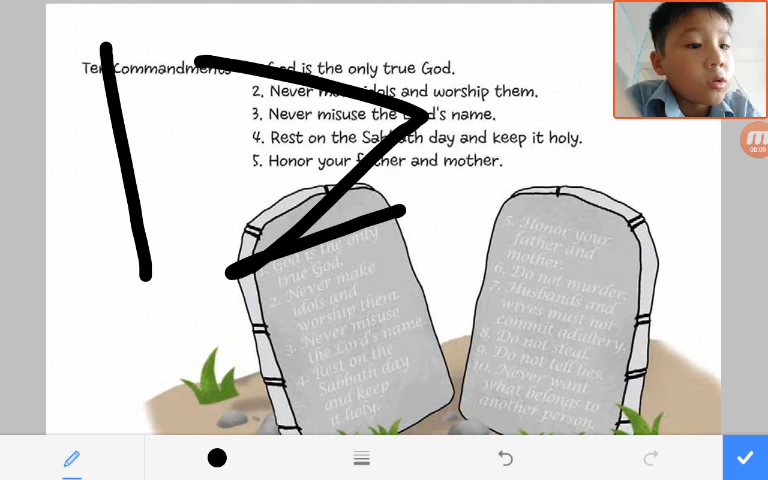 Ten Commandments God is the only true God.
2. Never idols and worship them.
3. Never misuse the Lord's name.
4. Rest on the Sabbath day and keep it holy.
5. Honor your father and mother.
12
1. God is the only
true God.
2. Never make
idols and
worship them.
3. Never misuse
the Lord's name.
4. Rest on the
Sabbath day
and keep
it holy.
5. Honor your
father and
mother.
6. Do not murder.
7. Husbands and
wives must not
commit adultery.
8. Do not steal.
9. Do not tell lies.
10. Never want
what belongs to
another person.
08:09